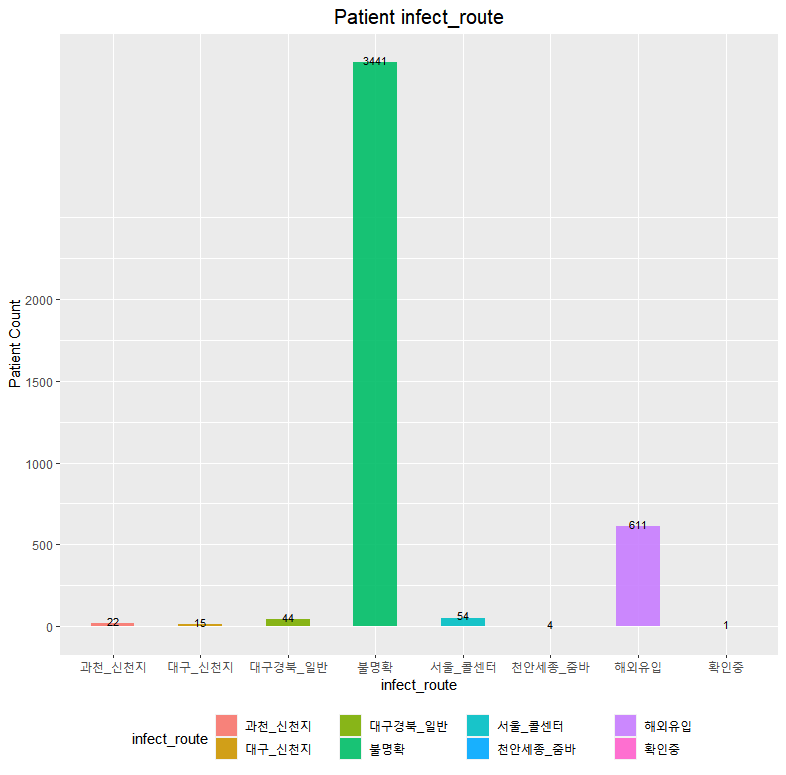 Patient infect_route
Patient Count
3441
2000
1500
1000
500
0
22
15
44
54
4
611
1
과천_신천지 대구_신천지 대구경북_일반 불명확 서울_콜센터 천안세종_줌바 해외유입 확인중
infect_route
infect_route
과천_신천지 대구경북_일반 서울_콜센터 해외유입
대구_신천지 불명확 천안세종_줌바 확인중